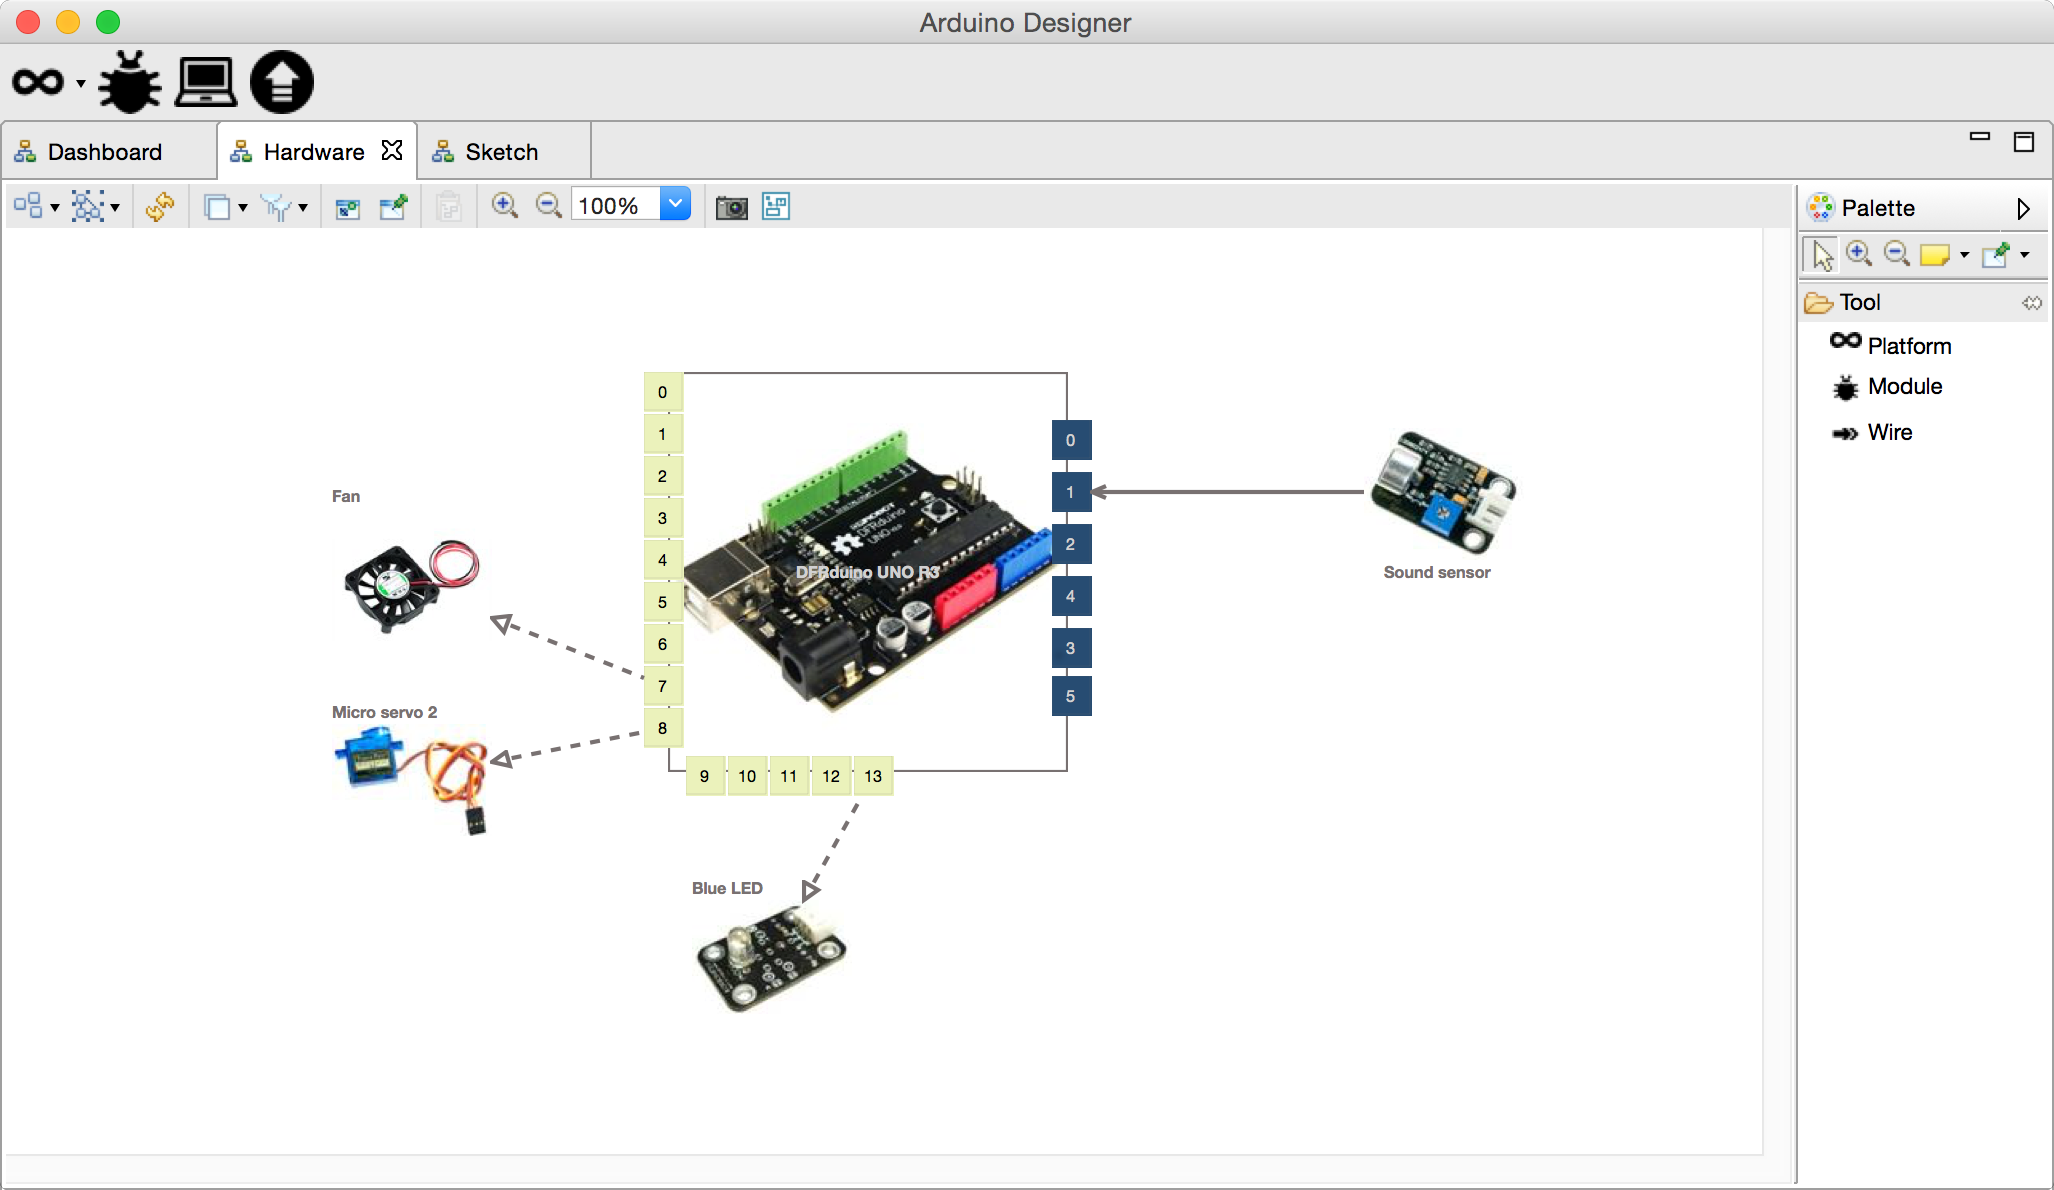 Arduino Designer
Dashboard
Hardware
Sketch
100%
Palette
Tool
Platform
Module
Wire
0
1
2
3
4
5
6
7
8
9
10
11
12
13
0
1
2
4
3
5
Fan
Micro servo 2
DFRduino UNO R3
DFRduino
UNO
Sound sensor
Blue LED